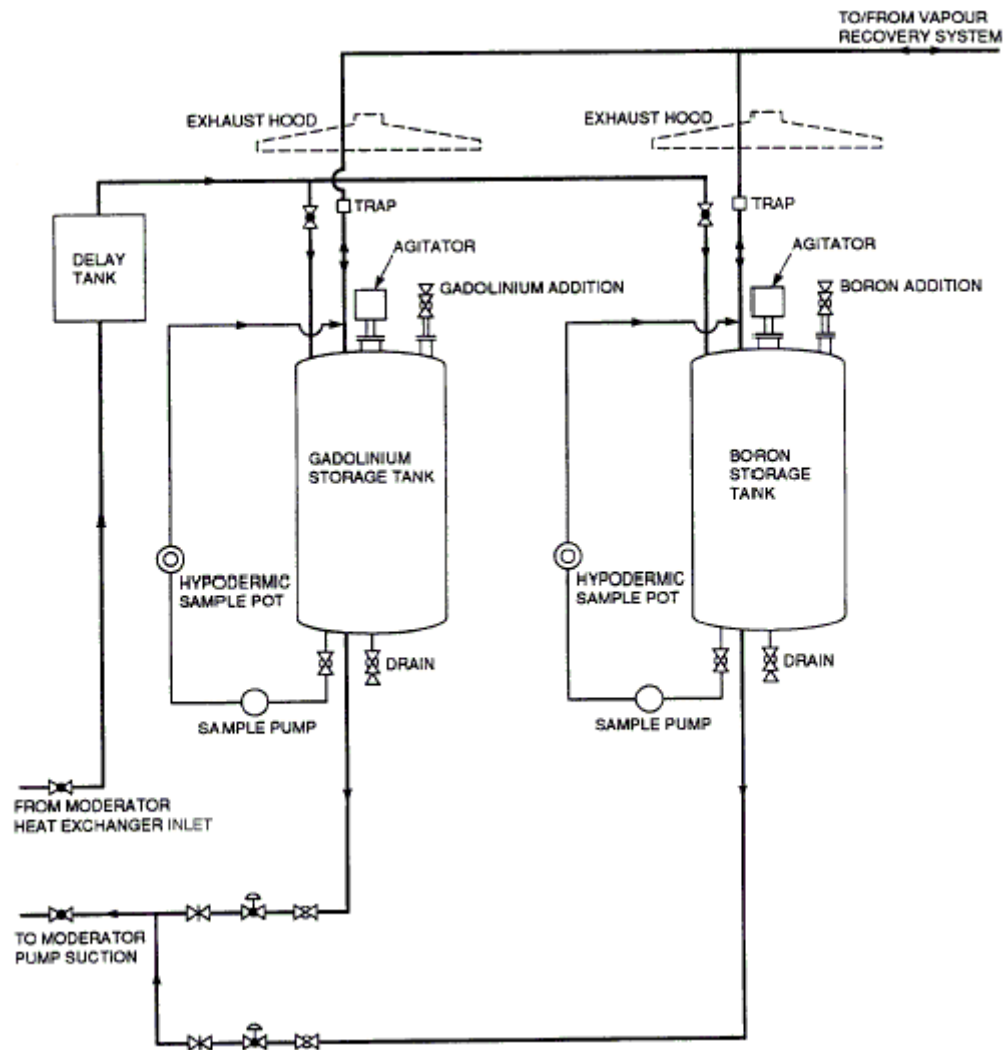 TO/FROM VAPOUR
RECOVERY SYSTEM
EXHAUST HOOD
EXHAUST HOOD
TRAP
TRAP
DELAY
TANK
AGITATOR
AGITATOR
GADOLINIUM ADDITION
BORON ADDITION
GADOLINIUM
STORAGE TANK
BORON
STORAGE
TANK
HYPODERMIC
SAMPLE POT
HYPODERMIC
SAMPLE POT
DRAIN
DRAIN
SAMPLE PUMP
SAMPLE PUMP
FROM MODERATOR
HEAT EXCHANGER INLET
TO MODERATOR
PUMP SUCTION